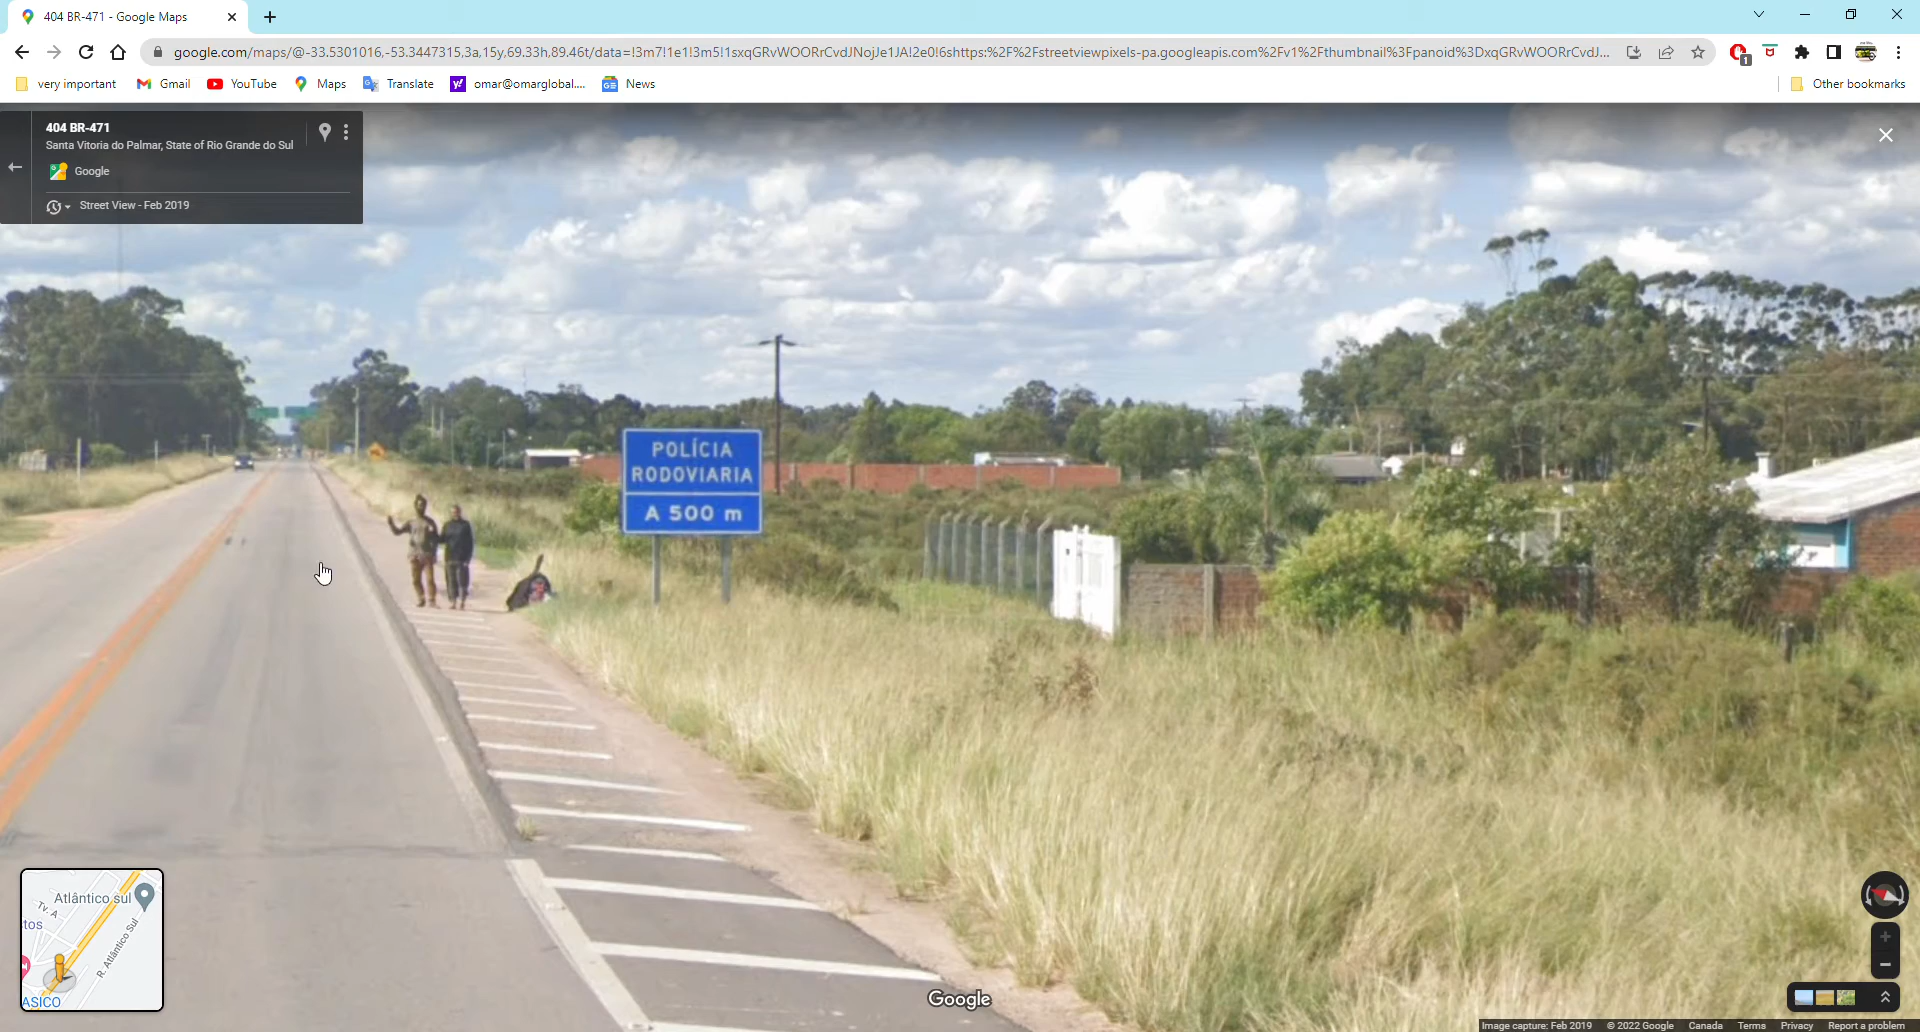 404 BR-471 - Google Maps
google.com/maps/@-33.5301016,-53.3447315,3a,15y,69.33h,89.46t/data=!3m7!1e1!3m5!1sxqGRvWOORrCvdJNojJe1JA!2e0!6shttps:%2F%2Fstreetviewpixels-pa.googleapis.com%2Fv1%2Fthumbnail%3Fpanoid%3DxqGRvWOORrCvdJ...
1
very important
Gmail
YouTube
Maps
Translate
omar@omarglobal....
News
Other bookmarks
404 BR-471
Santa Vitoria do Palmar, State of Rio Grande do Sul
Google
Street View - Feb 2019
POLÍCIA
RODOVIARIA
A 500 m
Atlântico sul
Tv. A
tos
R. Atlântico Sul
ASICO
Google
Image capture: Feb 2019 © 2022 Google Canada Terms Privacy Report a problem